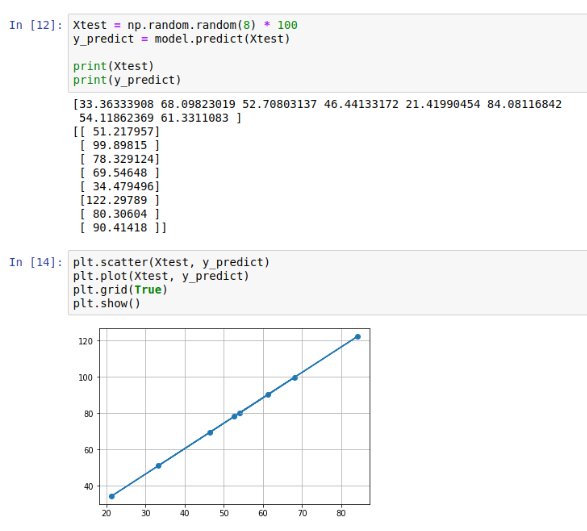 In [12]: Xtest = np.random.random(8) * 100
y_predict = model.predict(Xtest)
print(Xtest)
print(y_predict)
[33.36333908 68.09823019 52.70803137 46.44133172 21.41990454 84.08116842
54.11862369 61.3311083 ]
[[ 51.217957]
[ 99.89815 ]
[ 78.329124]
[ 69.54648 ]
[ 34.479496]
[122.29789 ]
[ 80.30604 ]
[ 90.41418 ]]
In [14]: plt.scatter(Xtest, y_predict)
plt.plot(Xtest, y_predict)
plt.grid(True)
plt.show()
120
100
80
60
40
20 30 40 50 60 70 80